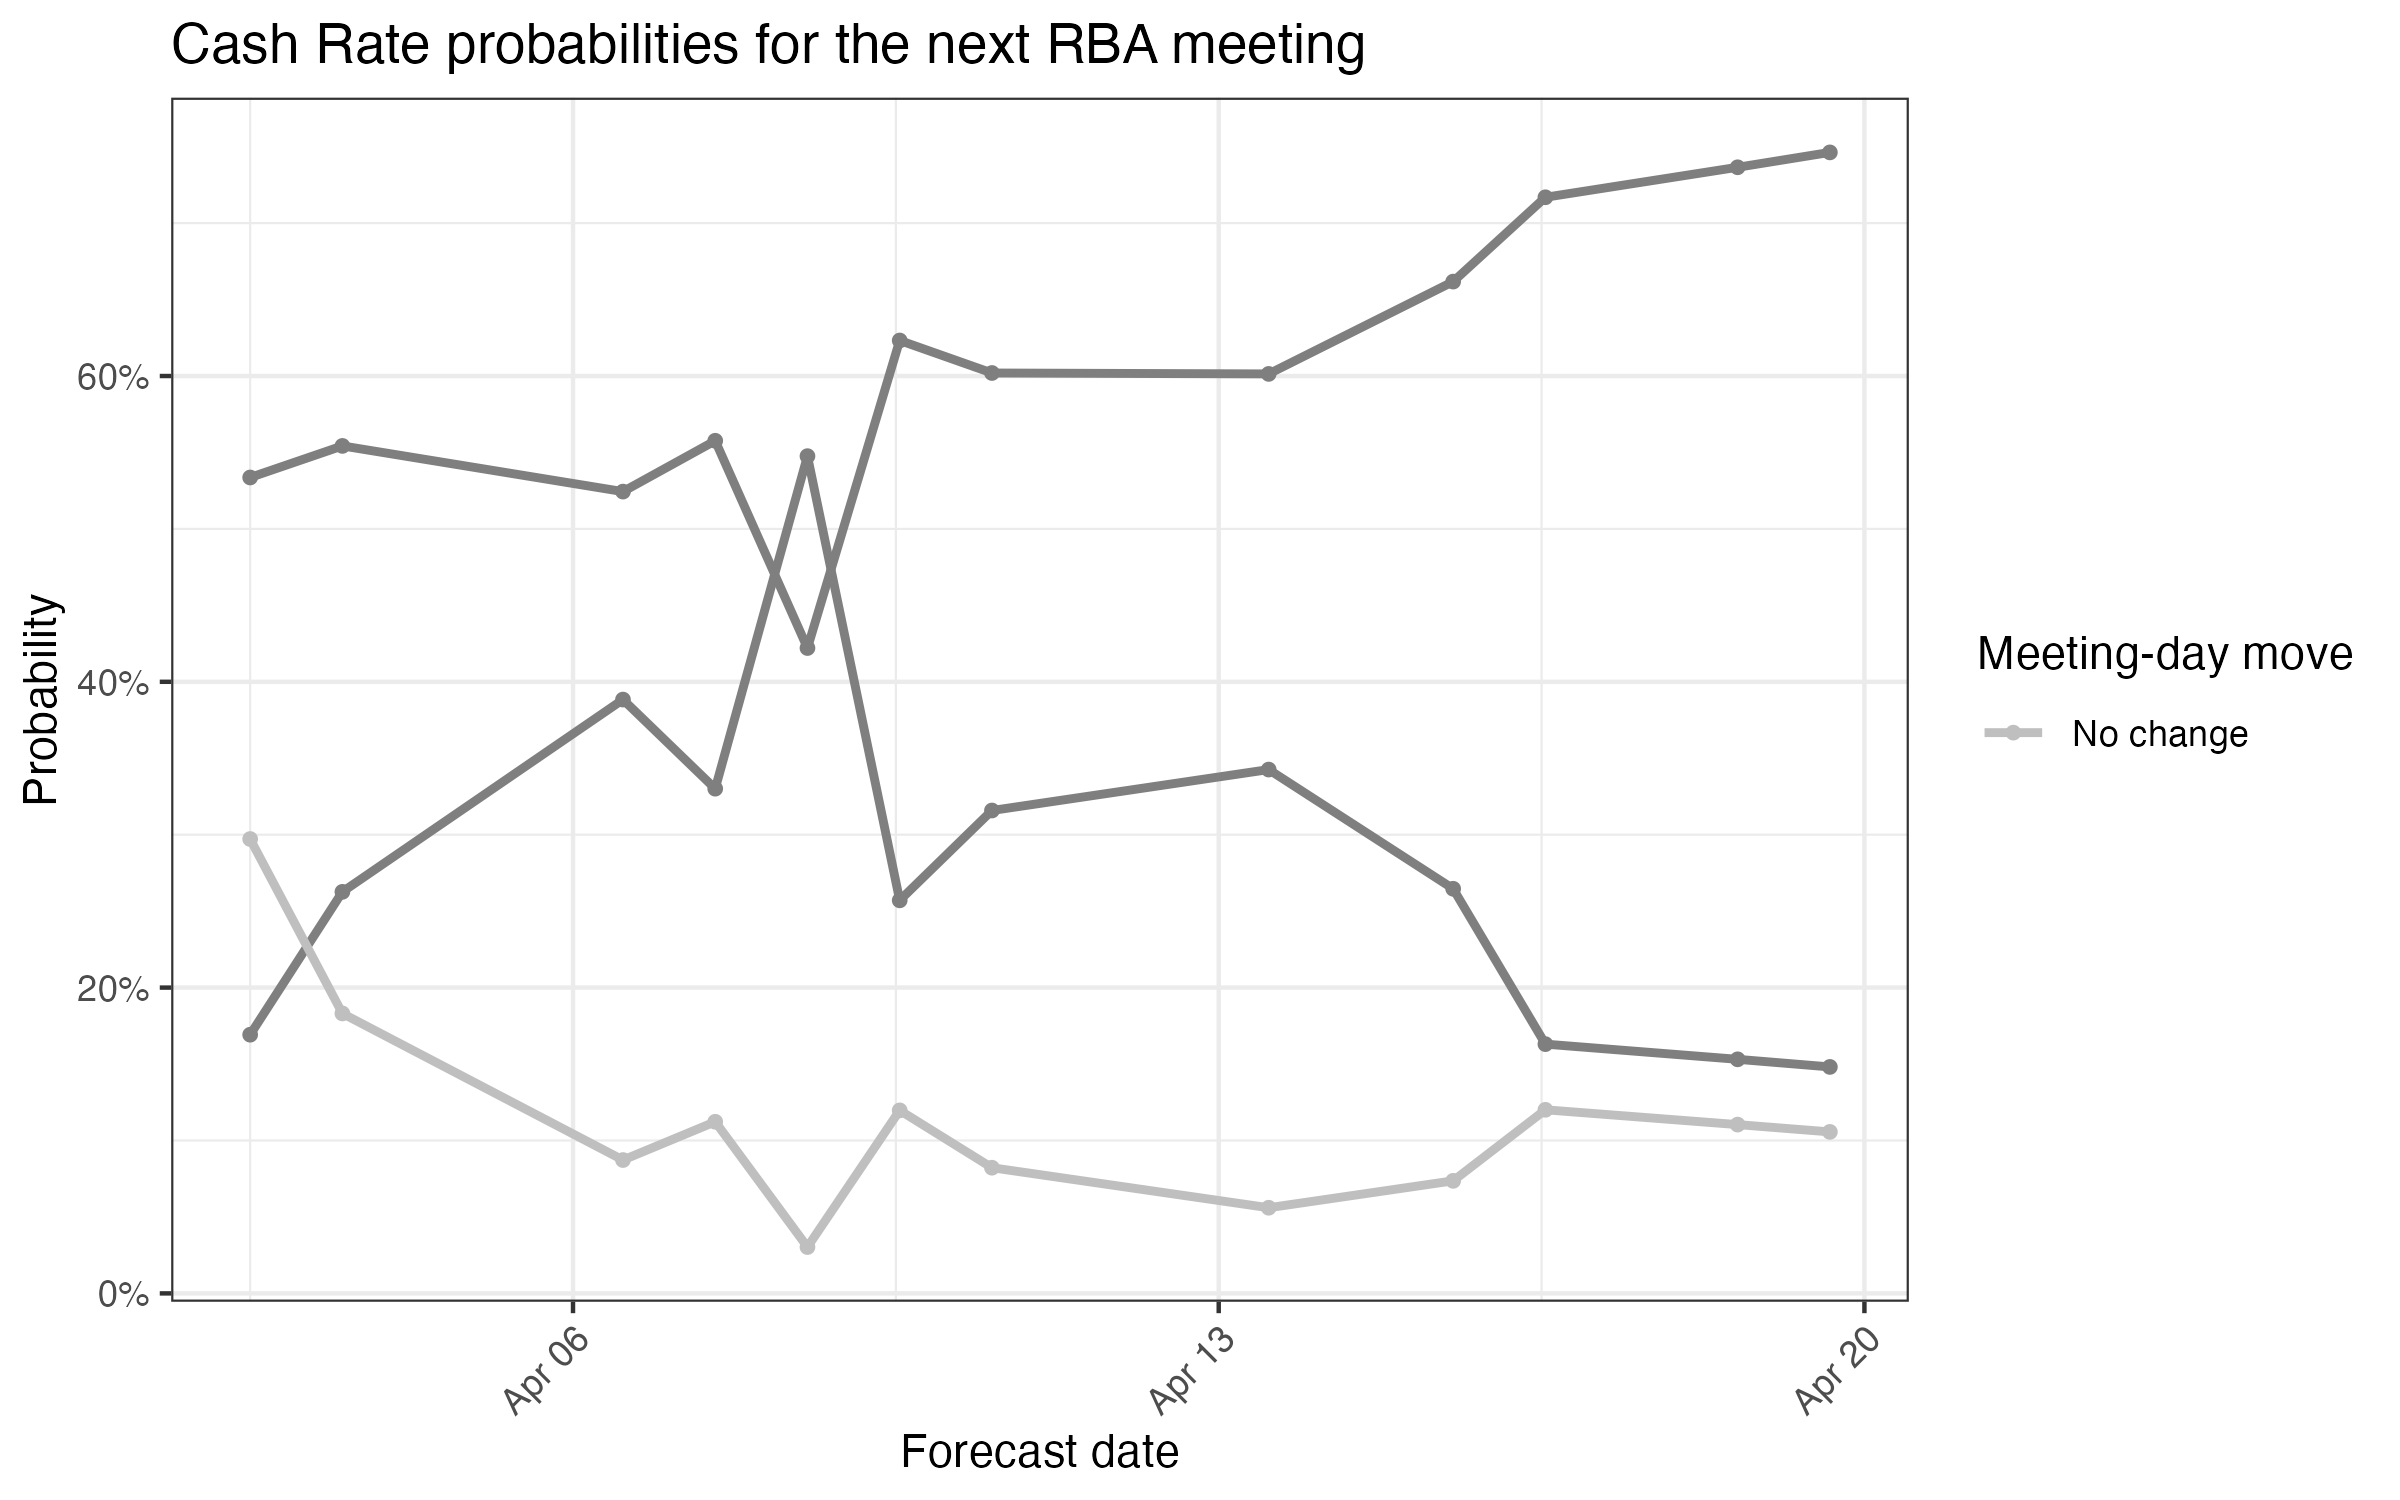 Cash Rate probabilities for the next RBA meeting
Probability
60%
40%
20%
0%
Apr 06
Apr 13
Apr 20
Forecast date
Meeting-day move
No change